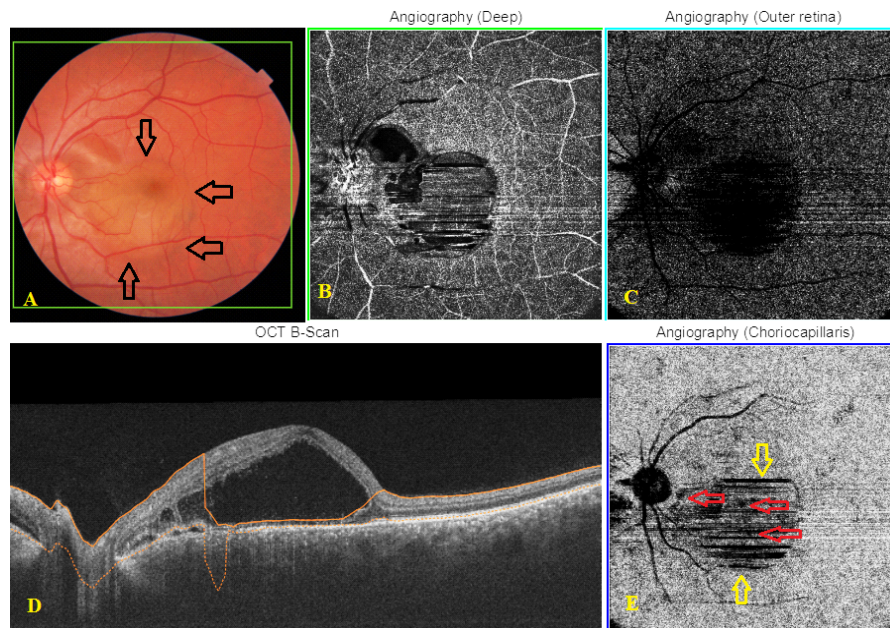 Angiography (Deep)
Angiography (Outer retina)
A
B
C
OCT B-Scan
Angiography (Choriocapillaris)
D
E